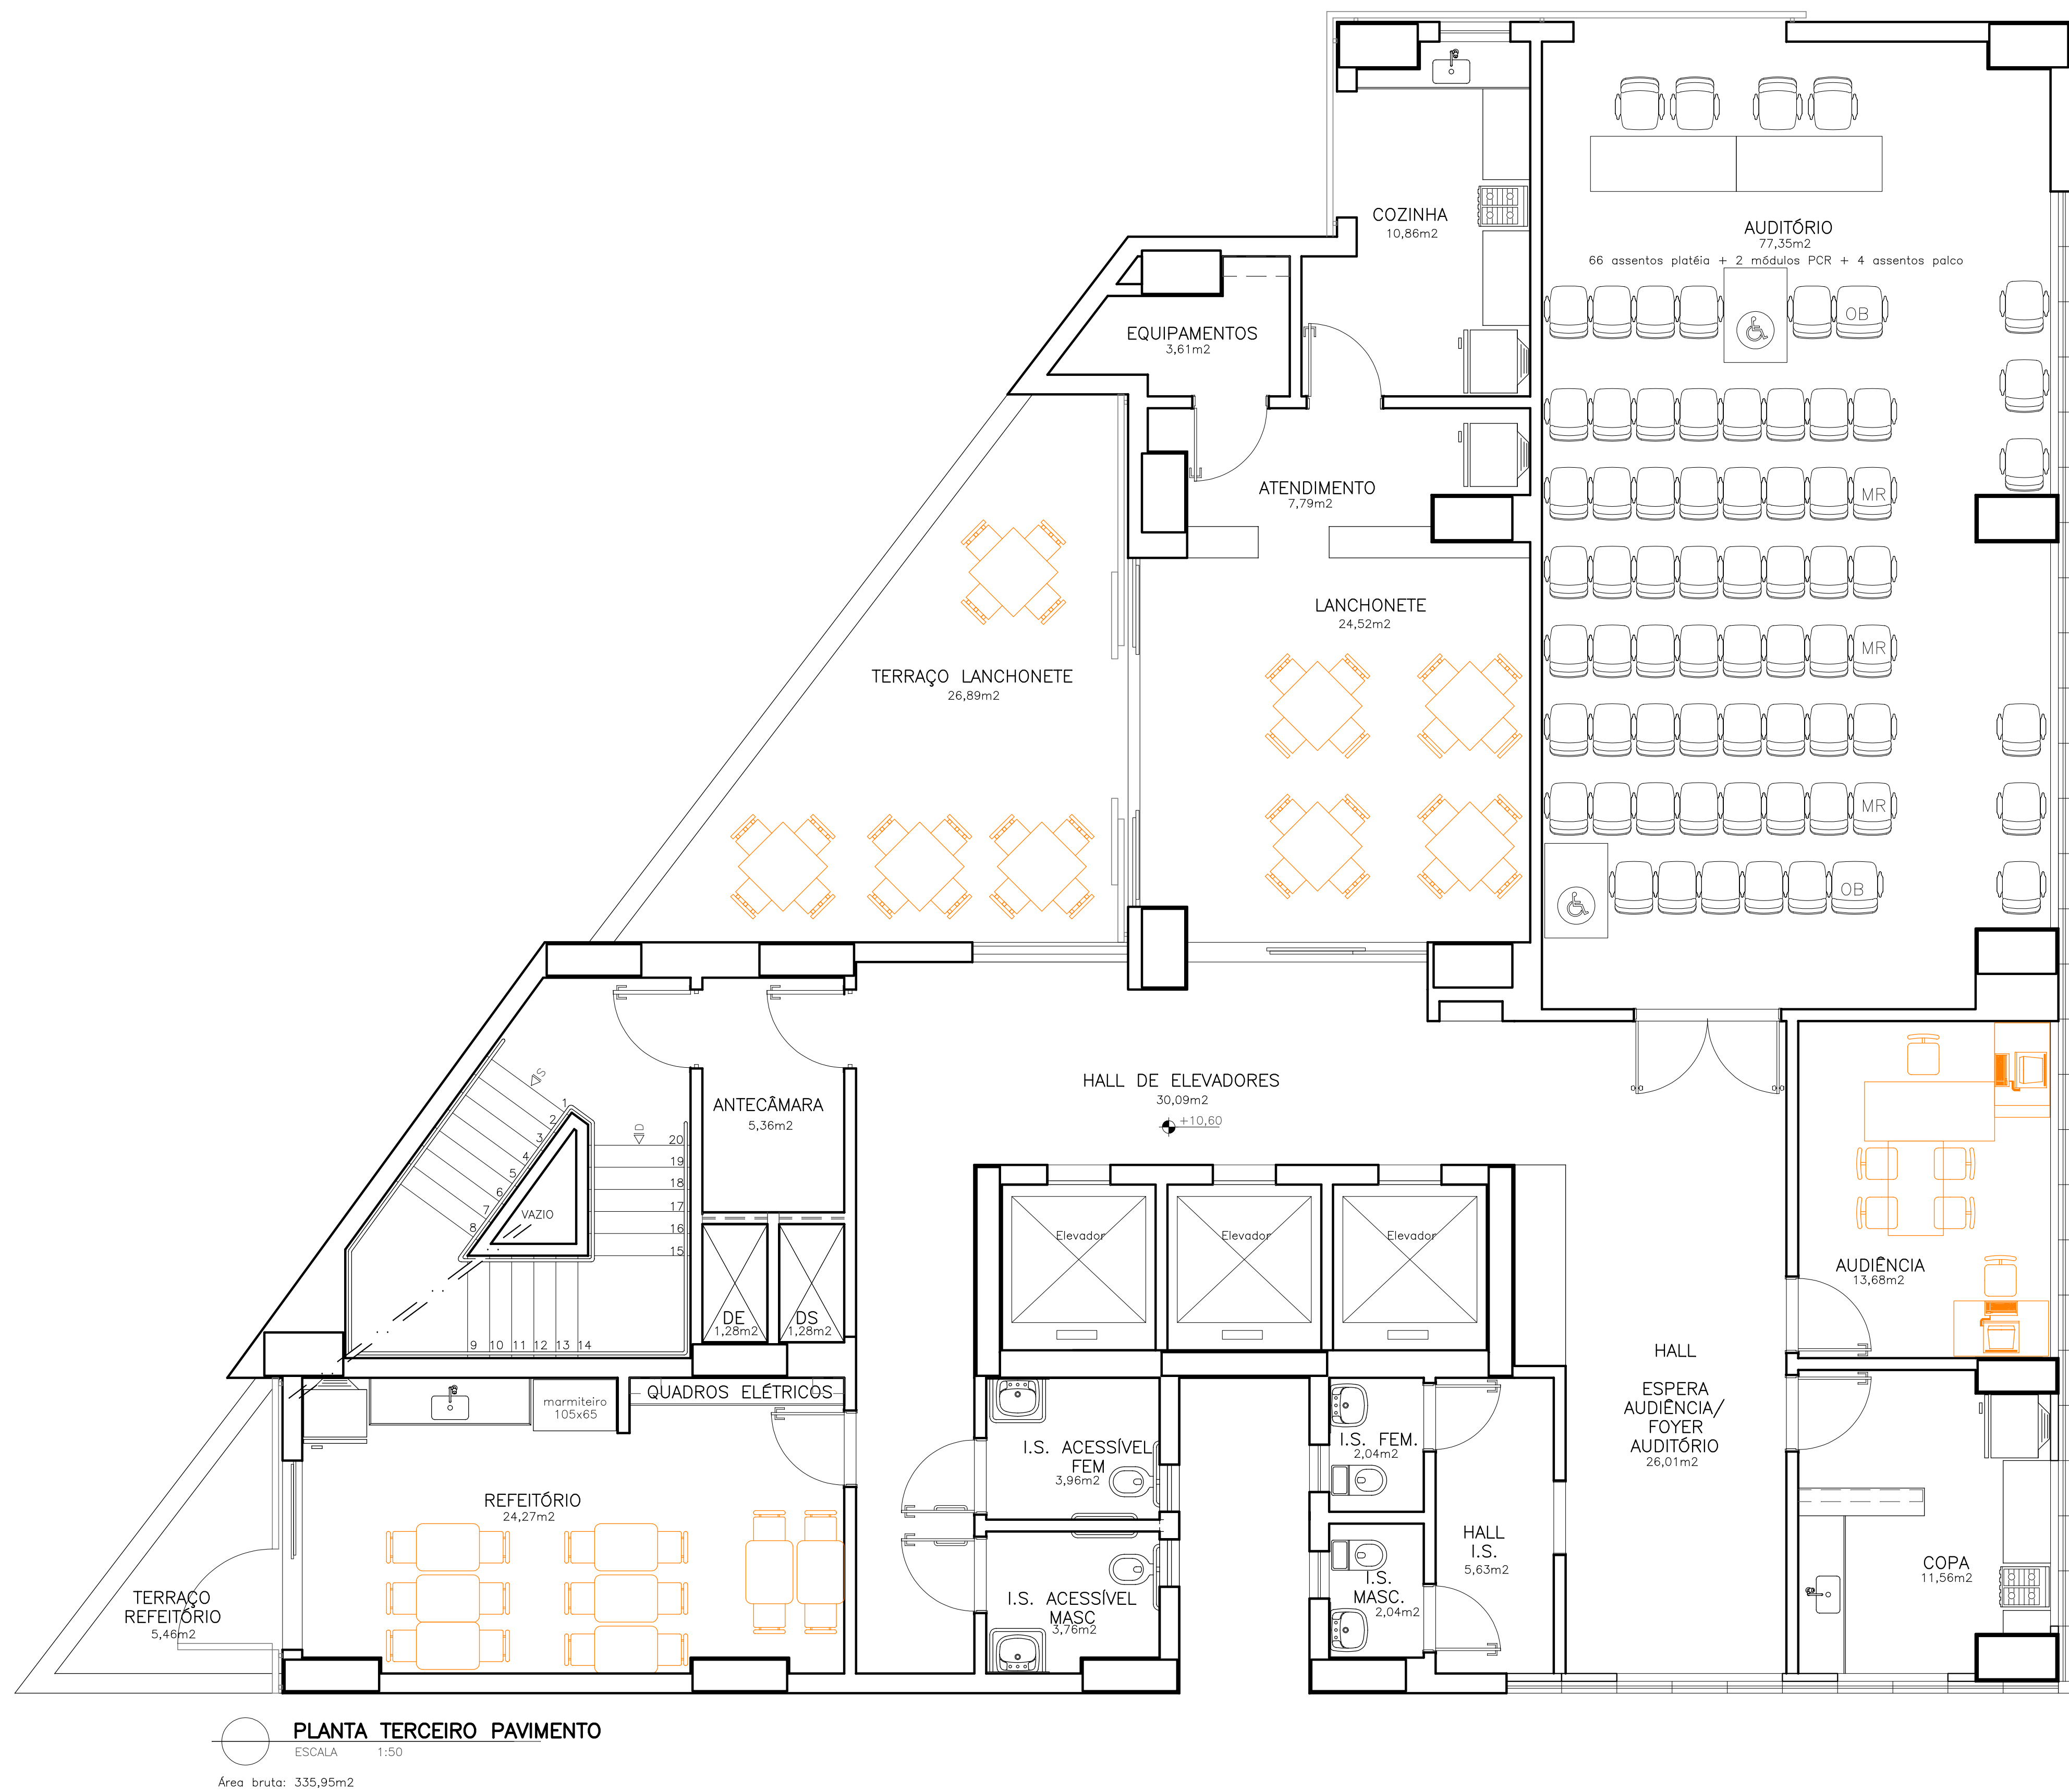 COZINHA
10,86m2
AUDITÓRIO
77,35m2
66 assentos platéia + 2 módulos PCR + 4 assentos palco
OB
EQUIPAMENTOS
3,61m2
ATENDIMENTO
7,79m2
MR
LANCHONETE
24,52m2
MR
TERRAÇO LANCHONETE
26,89m2
MR
OB
HALL DE ELEVADORES
30,09m2
+10,60
ANTECÂMARA
5,36m2
S
D
1
2
3
4
5
6
7
8
20
19
18
17
16
15
VAZIO
9 10 11 12 13 14
DE
1,28m2
DS
1,28m2
Elevador
Elevador
Elevador
AUDIÊNCIA
13,68m2
HALL
ESPERA
AUDIÊNCIA/
FOYER
AUDITÓRIO
26,01m2
QUADROS ELÉTRICOS
marmiteiro
105x65
I.S. ACESSÍVEL
FEM
3,96m2
I.S. FEM.
2,04m2
REFEITÓRIO
24,27m2
HALL
I.S.
5,63m2
COPA
11,56m2
TERRAÇO
REFEITÓRIO
5,46m2
I.S. ACESSÍVEL
MASC
3,76m2
I.S.
MASC.
2,04m2
PLANTA TERCEIRO PAVIMENTO
ESCALA 1:50
Área bruta: 335,95m2